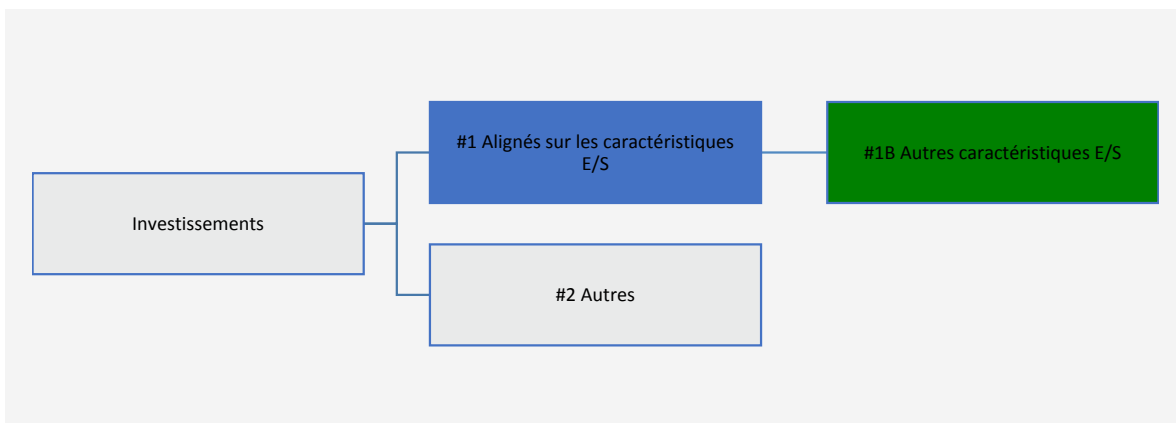 #1 Alignés sur les caractéristiques
E/S
#1B Autres caractéristiques E/S
Investissements
#2 Autres